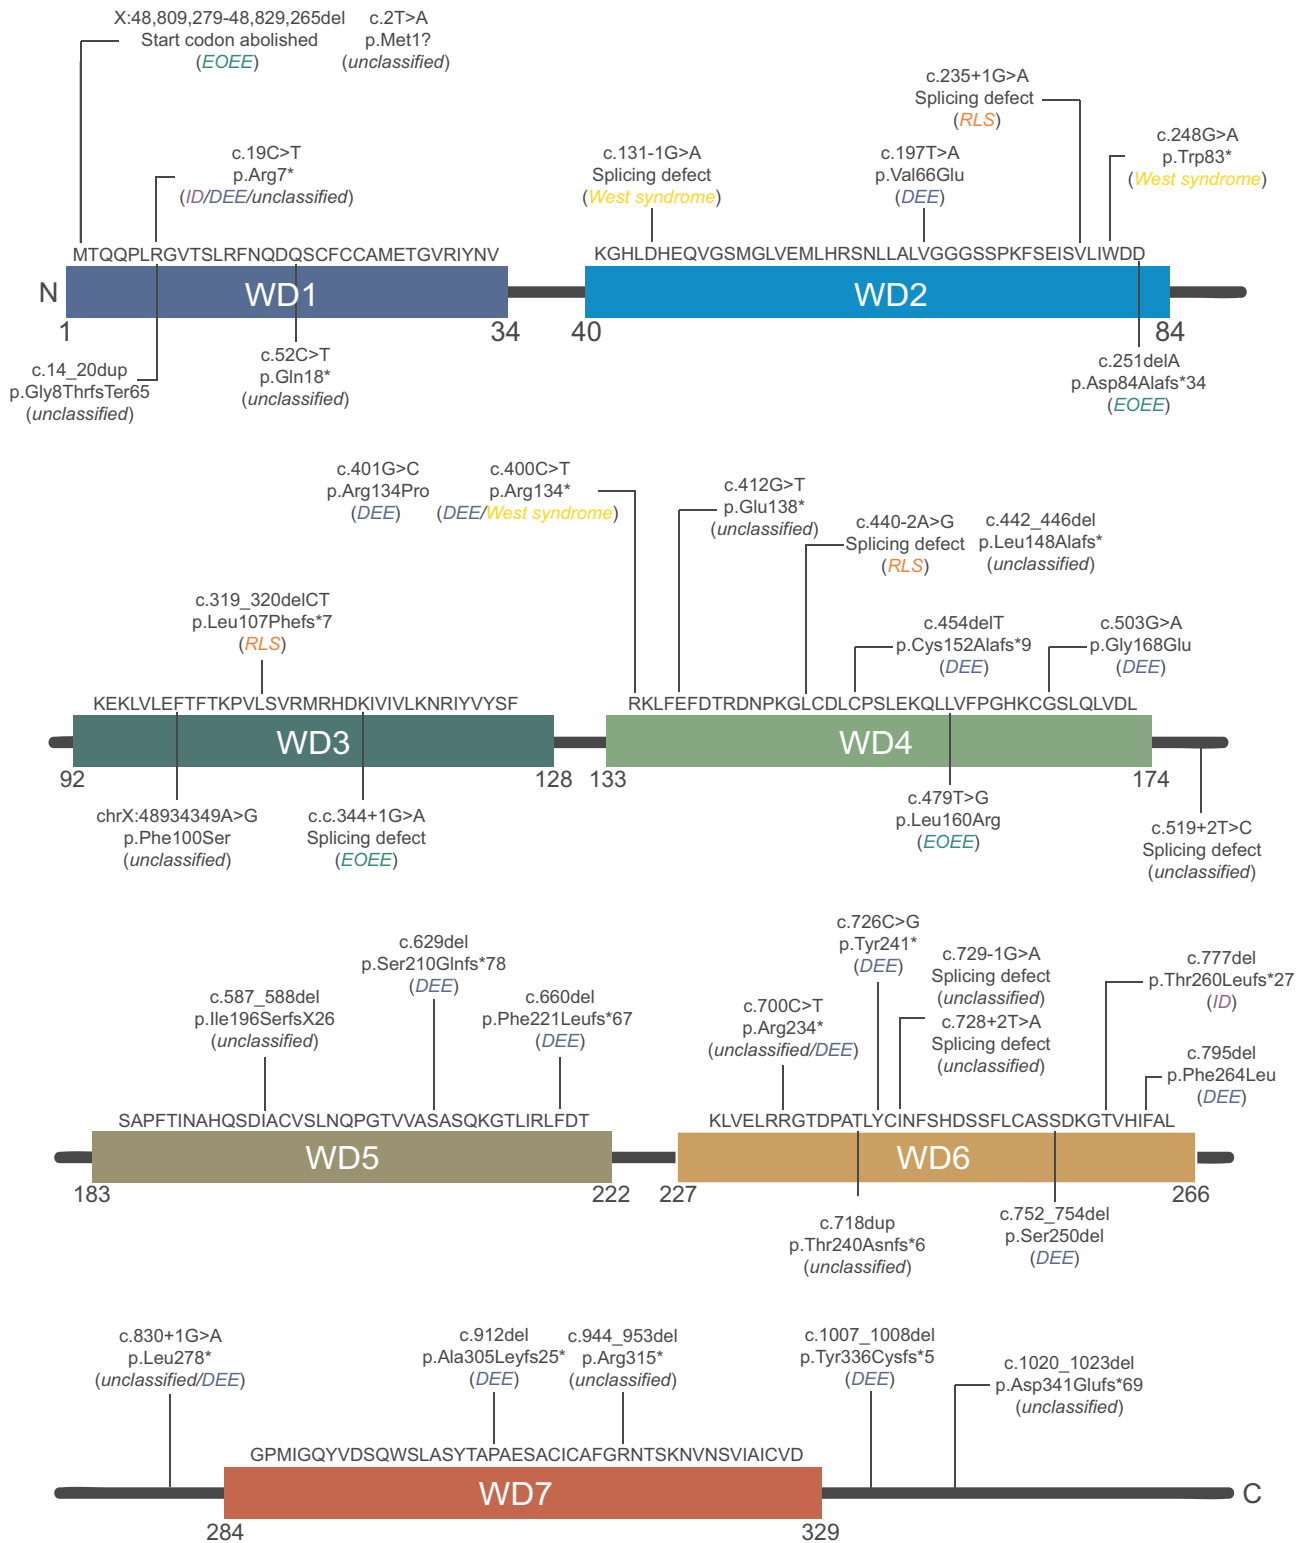 X:48,809,279-48,829,265del
Start codon abolished
(EOEE)
c.2T>A
p.Met1?
(unclassified)
c.19C>T
p.Arg7*
(ID/DEE/unclassified)
c.131-1G>A
Splicing defect
(West syndrome)
c.197T>A
p.Val66Glu
(DEE)
c.235+1G>A
Splicing defect
(RLS)
c.248G>A
p.Trp83*
(West syndrome)
MTQQPLRGVTSLRFNQDQSCFCCAMETGVRIYNV
KGHLDHEQVGSMGLVEMLHRSNLLALVGGGSSPKFSEISVLIWDD
N
WD1
WD2
1
34
40
84
c.14_20dup
p.Gly8ThrfsTer65
(unclassified)
c.52C>T
p.Gln18*
(unclassified)
c.251delA
p.Asp84Alafs*34
(EOEE)
c.401G>C
p.Arg134Pro
(DEE)
c.400C>T
p.Arg134*
(DEE/West syndrome)
c.412G>T
p.Glu138*
(unclassified)
c.440-2A>G
Splicing defect
(RLS)
c.442_446del
p.Leu148Alafs*
(unclassified)
c.319_320delCT
p.Leu107Phefs*7
(RLS)
c.454delT
p.Cys152Alafs*9
(DEE)
c.503G>A
p.Gly168Glu
(DEE)
KEKLVLEFTFTKPVLSVRMRHDKIVIVLKNRIYVYSF
RKLFEFDTRDNPKGLCDLCPSLEKQLLVFPGHKCGSLQLVDL
WD3
WD4
92
128
133
174
chrX:48934349A>G
p.Phe100Ser
(unclassified)
c.c.344+1G>A
Splicing defect
(EOEE)
c.479T>G
p.Leu160Arg
(EOEE)
c.519+2T>C
Splicing defect
(unclassified)
c.587_588del
p.Ile196SerfsX26
(unclassified)
c.629del
p.Ser210Glnfs*78
(DEE)
c.660del
p.Phe221Leufs*67
(DEE)
c.700C>T
p.Arg234*
(unclassified/DEE)
c.726C>G
p.Tyr241*
(DEE)
c.729-1G>A
Splicing defect
(unclassified)
c.728+2T>A
Splicing defect
(unclassified)
c.777del
p.Thr260Leufs*27
(ID)
c.795del
p.Phe264Leu
(DEE)
SAPFTINAHQSDIACVSLNQPGTVVASASQKGTLIRLFDT
KLVELRRGTDPATLYCINFSHDSSFLCASSDKGTVHIFAL
WD5
WD6
183
222
227
266
c.718dup
p.Thr240Asnfs*6
(unclassified)
c.752_754del
p.Ser250del
(DEE)
c.830+1G>A
p.Leu278*
(unclassified/DEE)
c.912del
p.Ala305Leyfs25*
(DEE)
c.944_953del
p.Arg315*
(unclassified)
c.1007_1008del
p.Tyr336Cysfs*5
(DEE)
c.1020_1023del
p.Asp341Glufs*69
(unclassified)
GPMIGQYVDSQWSLASYTAPAESACICAFGRNTSKNVNSVIAICVD
WD7
C
284
329